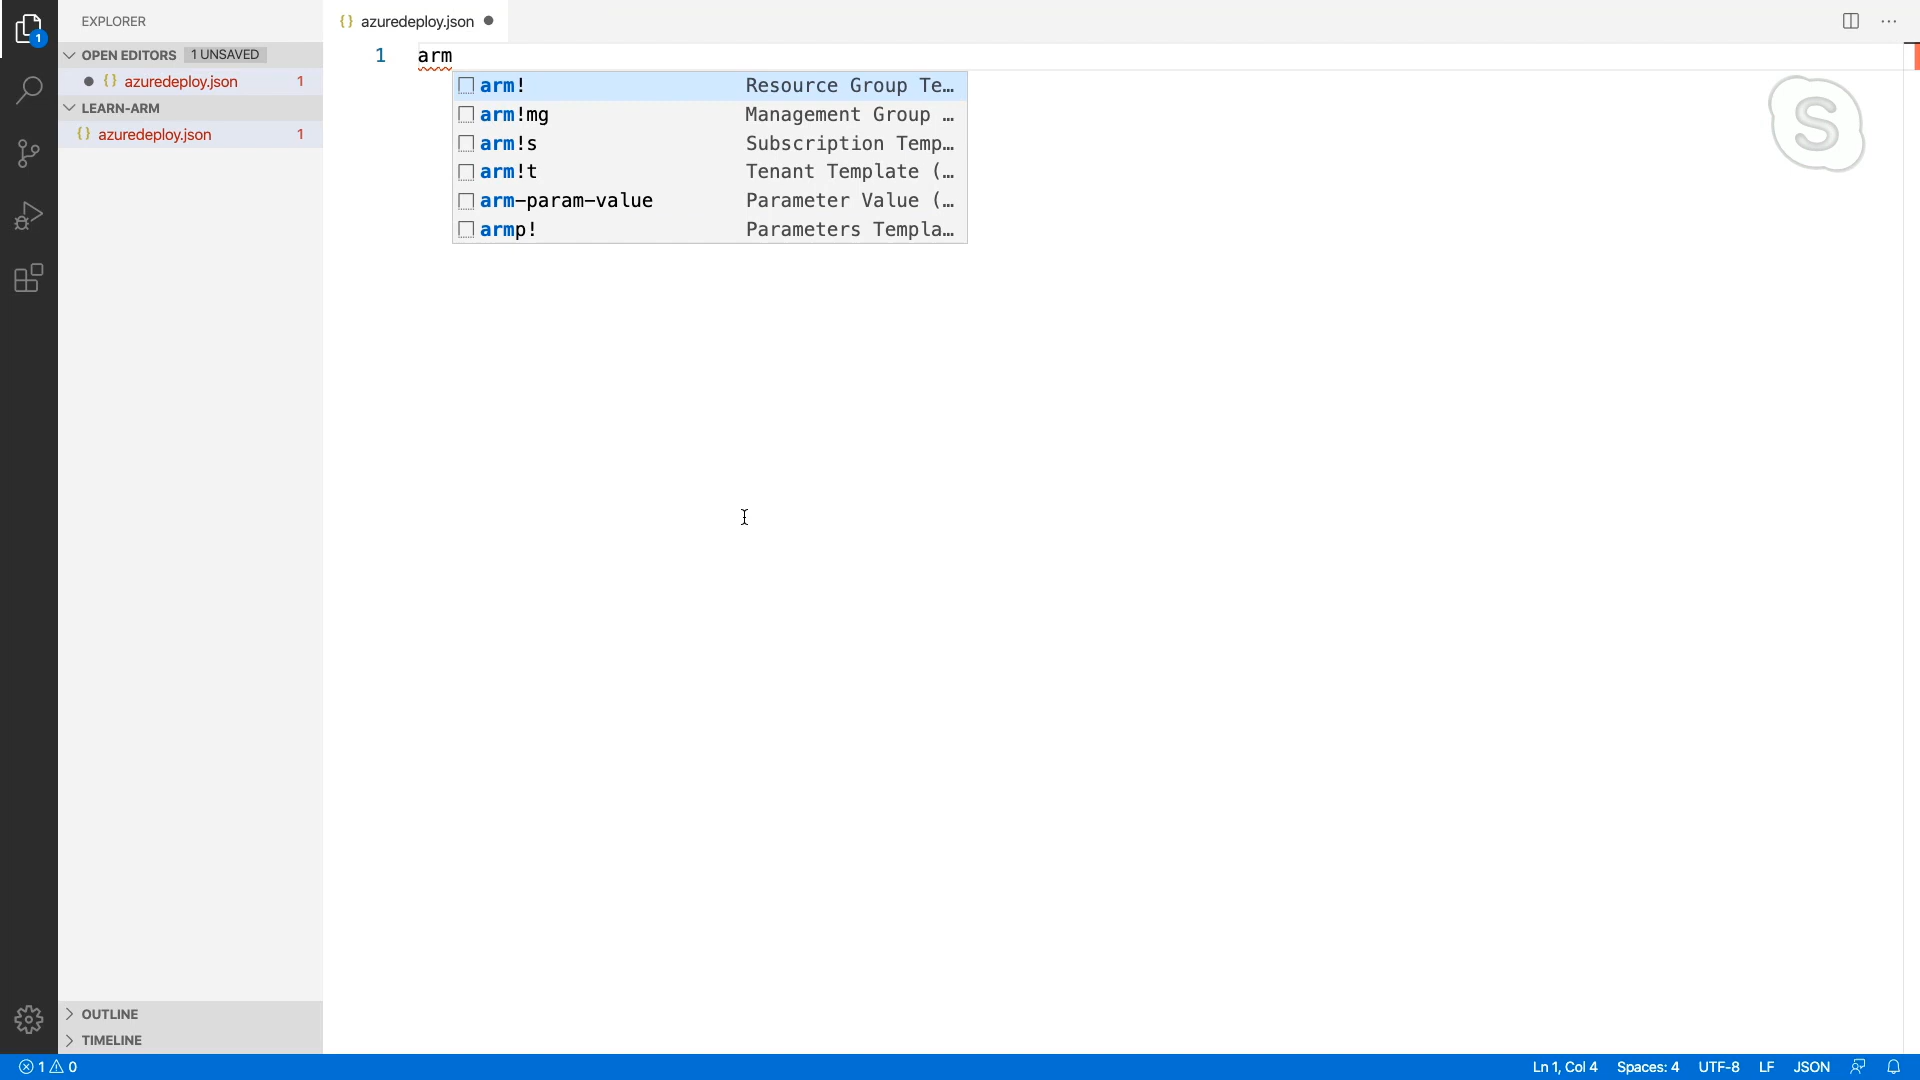 EXPLORER
OPEN EDITORS 1 UNSAVED
azuredeploy.json 1
LEARN-ARM
azuredeploy.json 1
OUTLINE
TIMELINE
azuredeploy.json
1 arm
arm! Resource Group Te…
arm!mg Management Group …
arm!s Subscription Temp…
arm!t Tenant Template (…
arm-param-value Parameter Value (…
armp! Parameters Templa…
S
1
1 0
Ln 1, Col 4 Spaces: 4 UTF-8 LF JSON